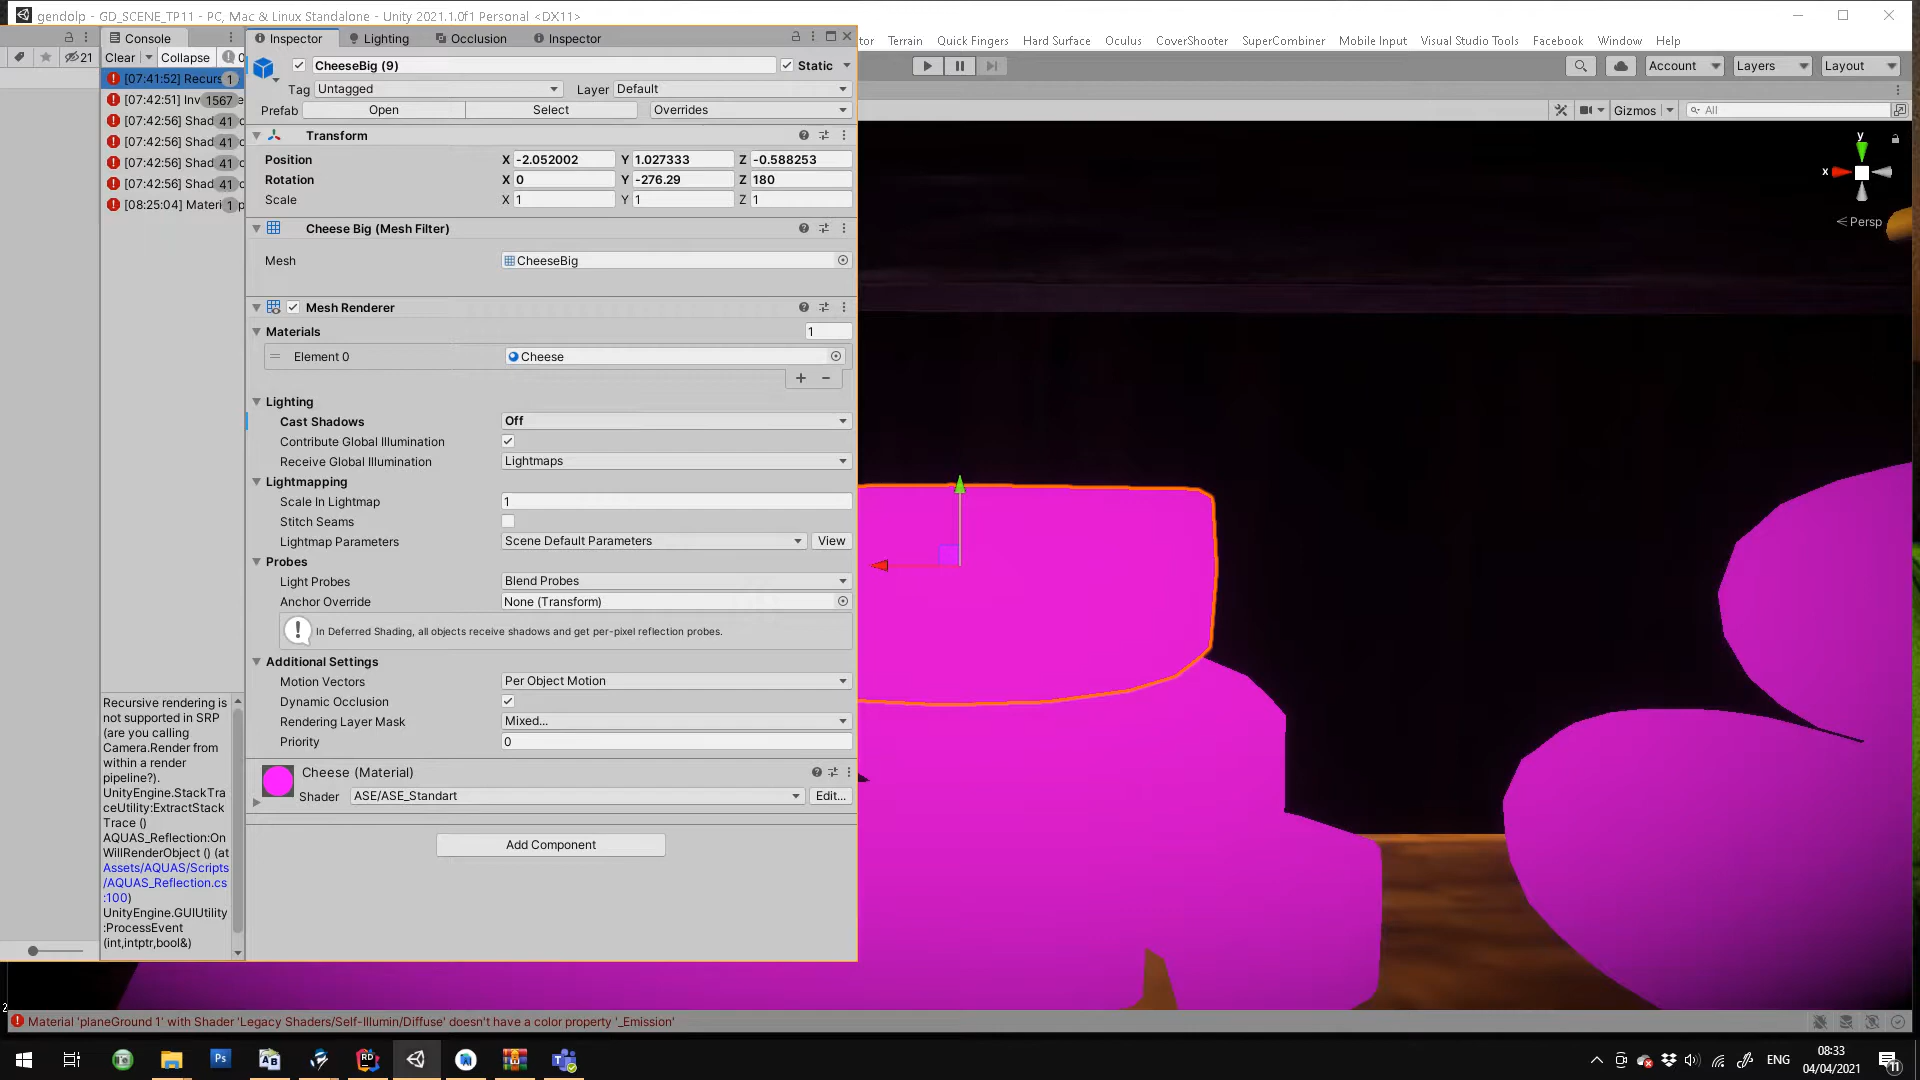 gendolp - GD_SCENE_TP11 - PC, Mac & Linux Standalone - Unity 2021.1.0f1 Personal <DX11>
Terrain Quick Fingers Hard Surface Oculus CoverShooter SuperCombiner Mobile Input Visual Studio Tools Facebook Window Help
Account Layers Layout
Gizmos All
y
x
< Persp
21
Console
Clear Collapse 0
[07:41:52] Recurs 1
[07:42:51] Inv 1567
[07:42:56] Shad 41
[07:42:56] Shad 41
[07:42:56] Shad 41
[07:42:56] Shad 41
[08:25:04] Materi 1
Recursive rendering is
not supported in SRP
(are you calling
Camera.Render from
within a render
pipeline?).
UnityEngine.StackTra
ceUtility:ExtractStack
Trace ()
AQUAS_Reflection:On
WillRenderObject () (at
Assets/AQUAS/Scripts
/AQUAS_Reflection.cs
:100)
UnityEngine.GUIUtility
:ProcessEvent
(int,intptr,bool&)
Inspector Lighting Occlusion Inspector
CheeseBig (9) Static
Tag Untagged Layer Default
Prefab Open Select Overrides
Transform
Position X -2.052002 Y 1.027333 Z -0.588253
Rotation X 0 Y -276.29 Z 180
Scale X 1 Y 1 Z 1
Cheese Big (Mesh Filter)
Mesh CheeseBig
Mesh Renderer
Materials 1
Element 0 Cheese
+ −
Lighting
Cast Shadows Off
Contribute Global Illumination
Receive Global Illumination Lightmaps
Lightmapping
Scale In Lightmap 1
Stitch Seams
Lightmap Parameters Scene Default Parameters View
Probes
Light Probes Blend Probes
Anchor Override None (Transform)
In Deferred Shading, all objects receive shadows and get per-pixel reflection probes.
Additional Settings
Motion Vectors Per Object Motion
Dynamic Occlusion
Rendering Layer Mask Mixed...
Priority 0
Cheese (Material)
Shader ASE/ASE_Standart Edit...
Add Component
2
Material 'planeGround 1' with Shader 'Legacy Shaders/Self-Illumin/Diffuse' doesn't have a color property '_Emission'
Ps RD ENG
08:33
04/04/2021
11